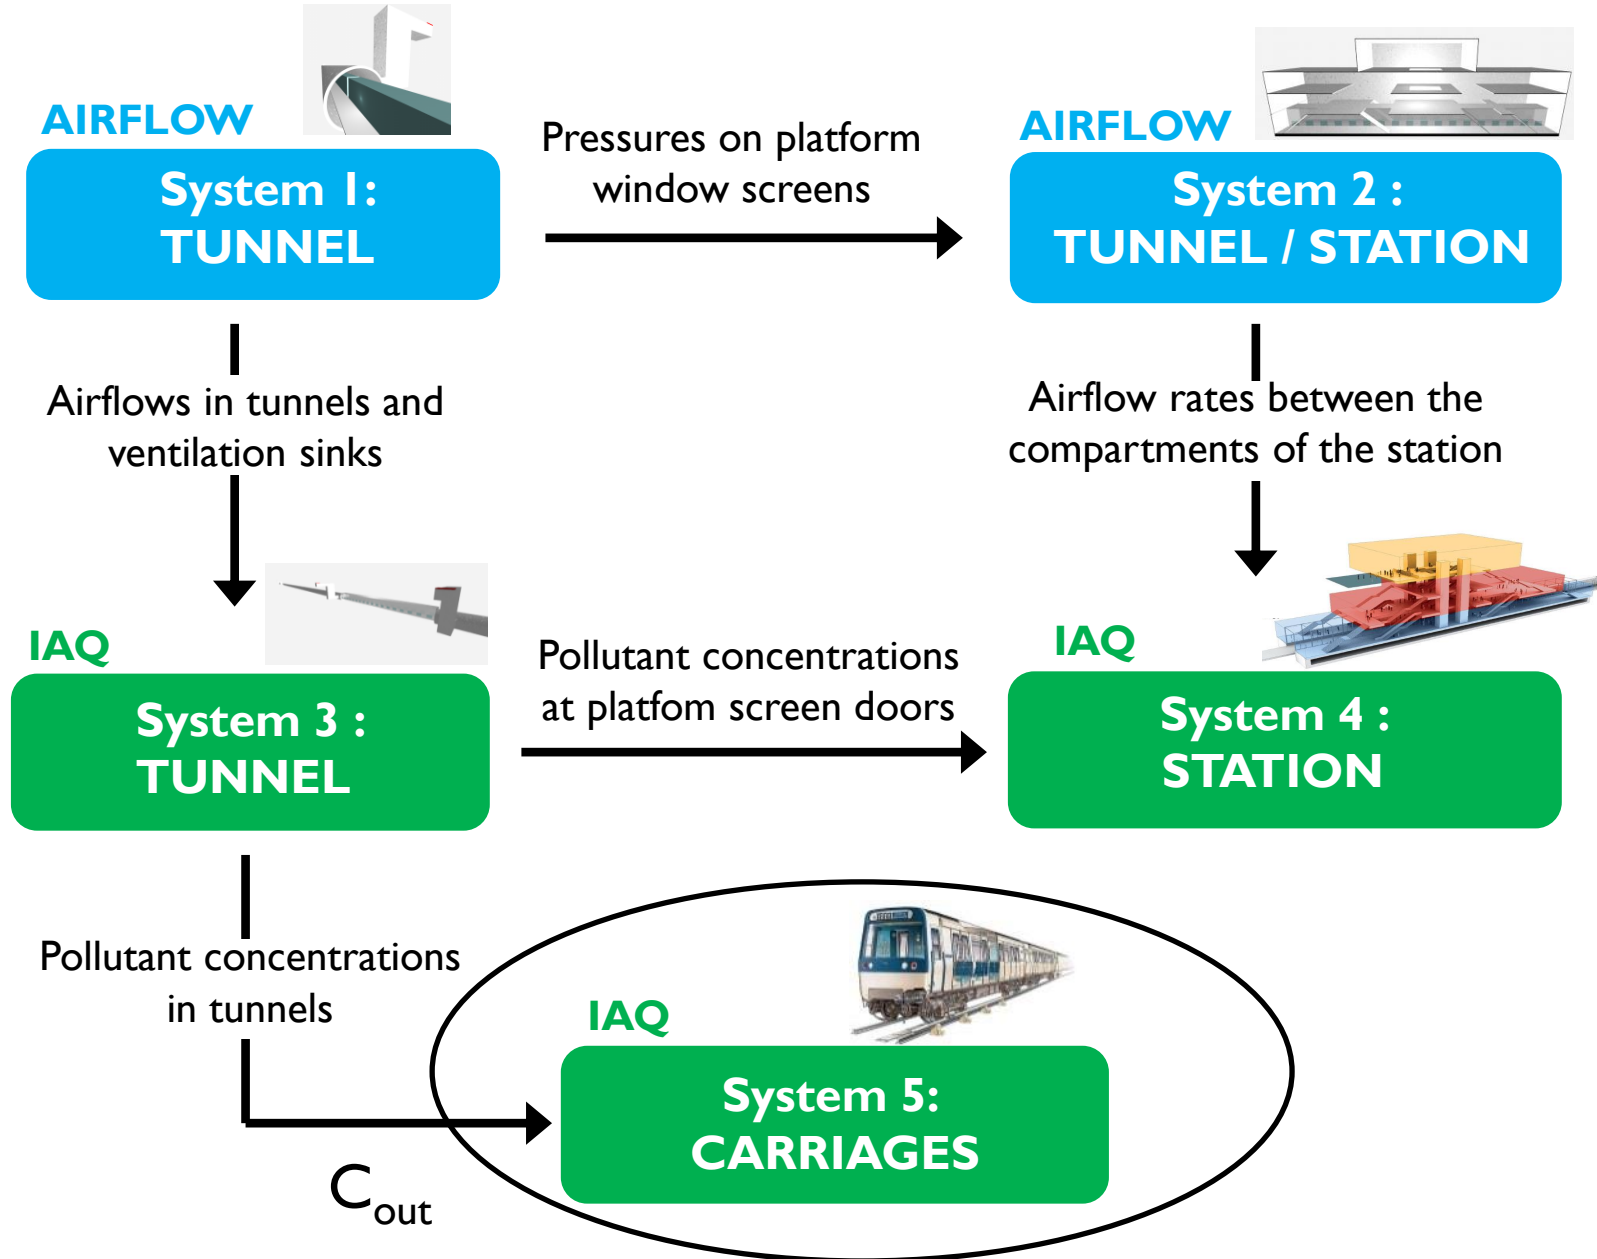 AIRFLOW
System 1:
TUNNEL
Pressures on platform
window screens
AIRFLOW
System 2 :
TUNNEL / STATION
Airflows in tunnels and
ventilation sinks
Airflow rates between the
compartments of the station
IAQ
System 3 :
TUNNEL
Pollutant concentrations
at platfom screen doors
IAQ
System 4 :
STATION
Pollutant concentrations
in tunnels
C_out
IAQ
System 5:
CARRIAGES